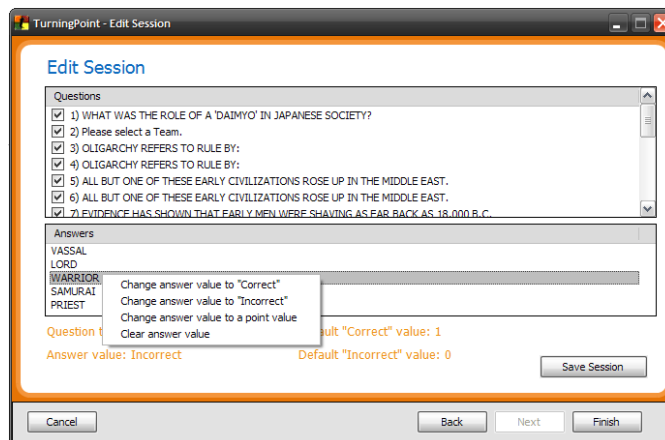 TurningPoint - Edit Session
Edit Session
Questions
1) WHAT WAS THE ROLE OF A 'DAIMYO' IN JAPANESE SOCIETY?
2) Please select a Team.
3) OLIGARCHY REFERS TO RULE BY:
4) OLIGARCHY REFERS TO RULE BY:
5) ALL BUT ONE OF THESE EARLY CIVILIZATIONS ROSE UP IN THE MIDDLE EAST.
6) ALL BUT ONE OF THESE EARLY CIVILIZATIONS ROSE UP IN THE MIDDLE EAST.
7) EVIDENCE HAS SHOWN THAT EARLY MEN WERE SHAVING AS FAR BACK AS 18,000 B.C.
Answers
VASSAL
LORD
WARRIOR
SAMURAI
PRIEST
Change answer value to "Correct"
Change answer value to "Incorrect"
Change answer value to a point value
Clear answer value
Question "Correct" value: 1
Answer value: Incorrect Default "Incorrect" value: 0
Save Session
Cancel Back Next Finish